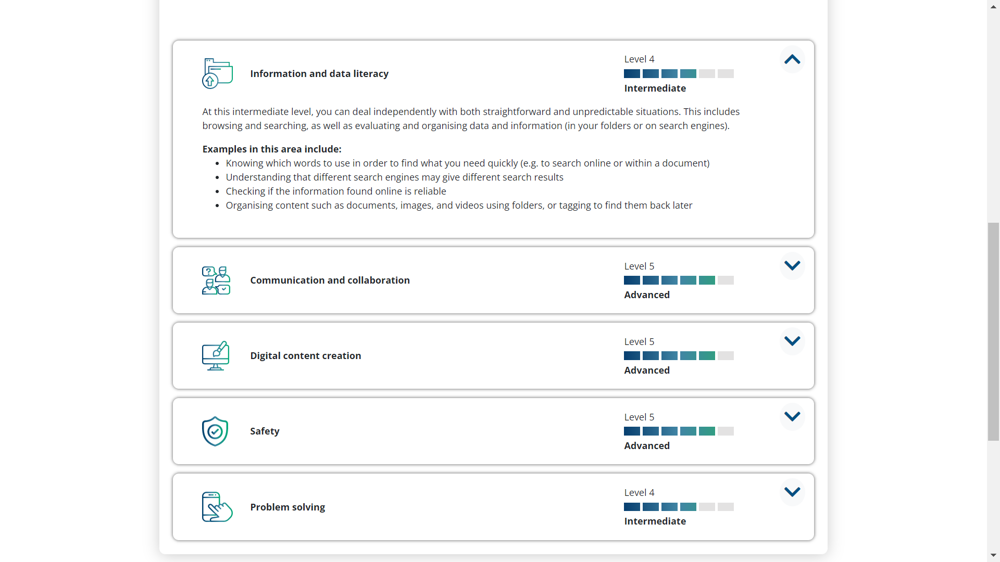 Information and data literacy
Level 4
Intermediate
At this intermediate level, you can deal independently with both straightforward and unpredictable situations. This includes
browsing and searching, as well as evaluating and organising data and information (in your folders or on search engines).
Examples in this area include:
Knowing which words to use in order to find what you need quickly (e.g. to search online or within a document)
Understanding that different search engines may give different search results
Checking if the information found online is reliable
Organising content such as documents, images, and videos using folders, or tagging to find them back later
Communication and collaboration
Level 5
Advanced
Digital content creation
Level 5
Advanced
Safety
Level 5
Advanced
Problem solving
Level 4
Intermediate